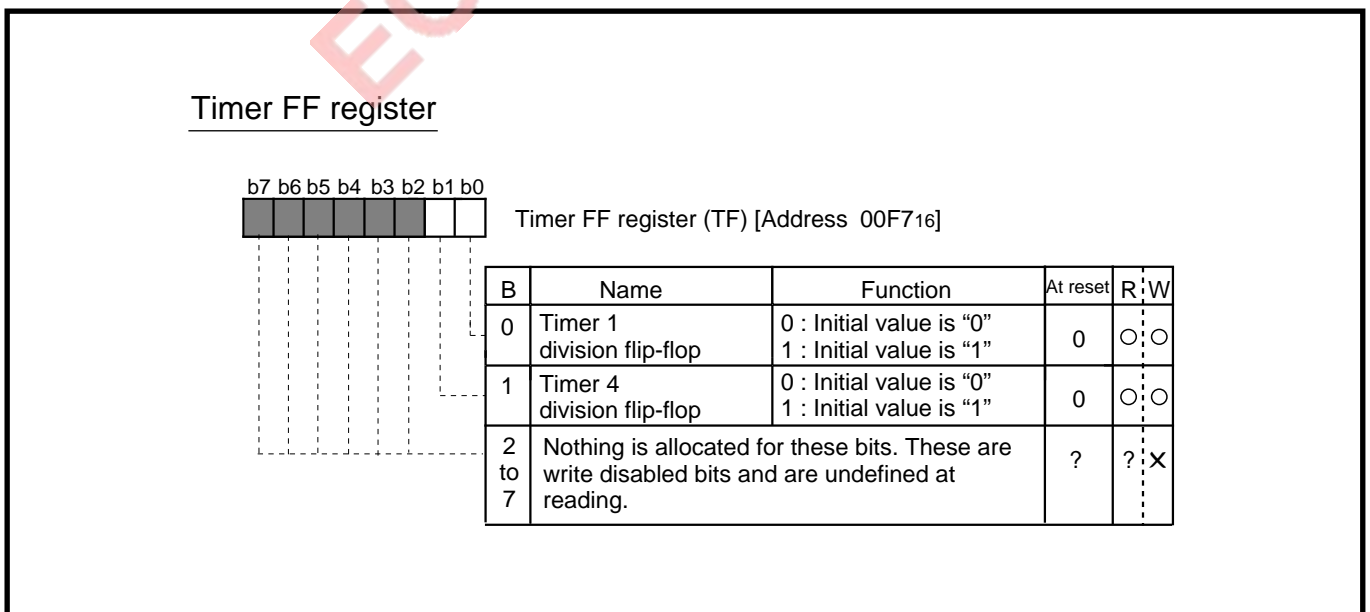 Timer FF register
b7 b6 b5 b4 b3 b2 b1 b0
Timer FF register (TF) [Address 00F716]
B Name Function At reset R W
0 Timer 1 division flip-flop 0 : Initial value is “0” 1 : Initial value is “1” 0 ○ ○
1 Timer 4 division flip-flop 0 : Initial value is “0” 1 : Initial value is “1” 0 ○ ○
2 to 7 Nothing is allocated for these bits. These are write disabled bits and are undefined at reading. ? ? ×